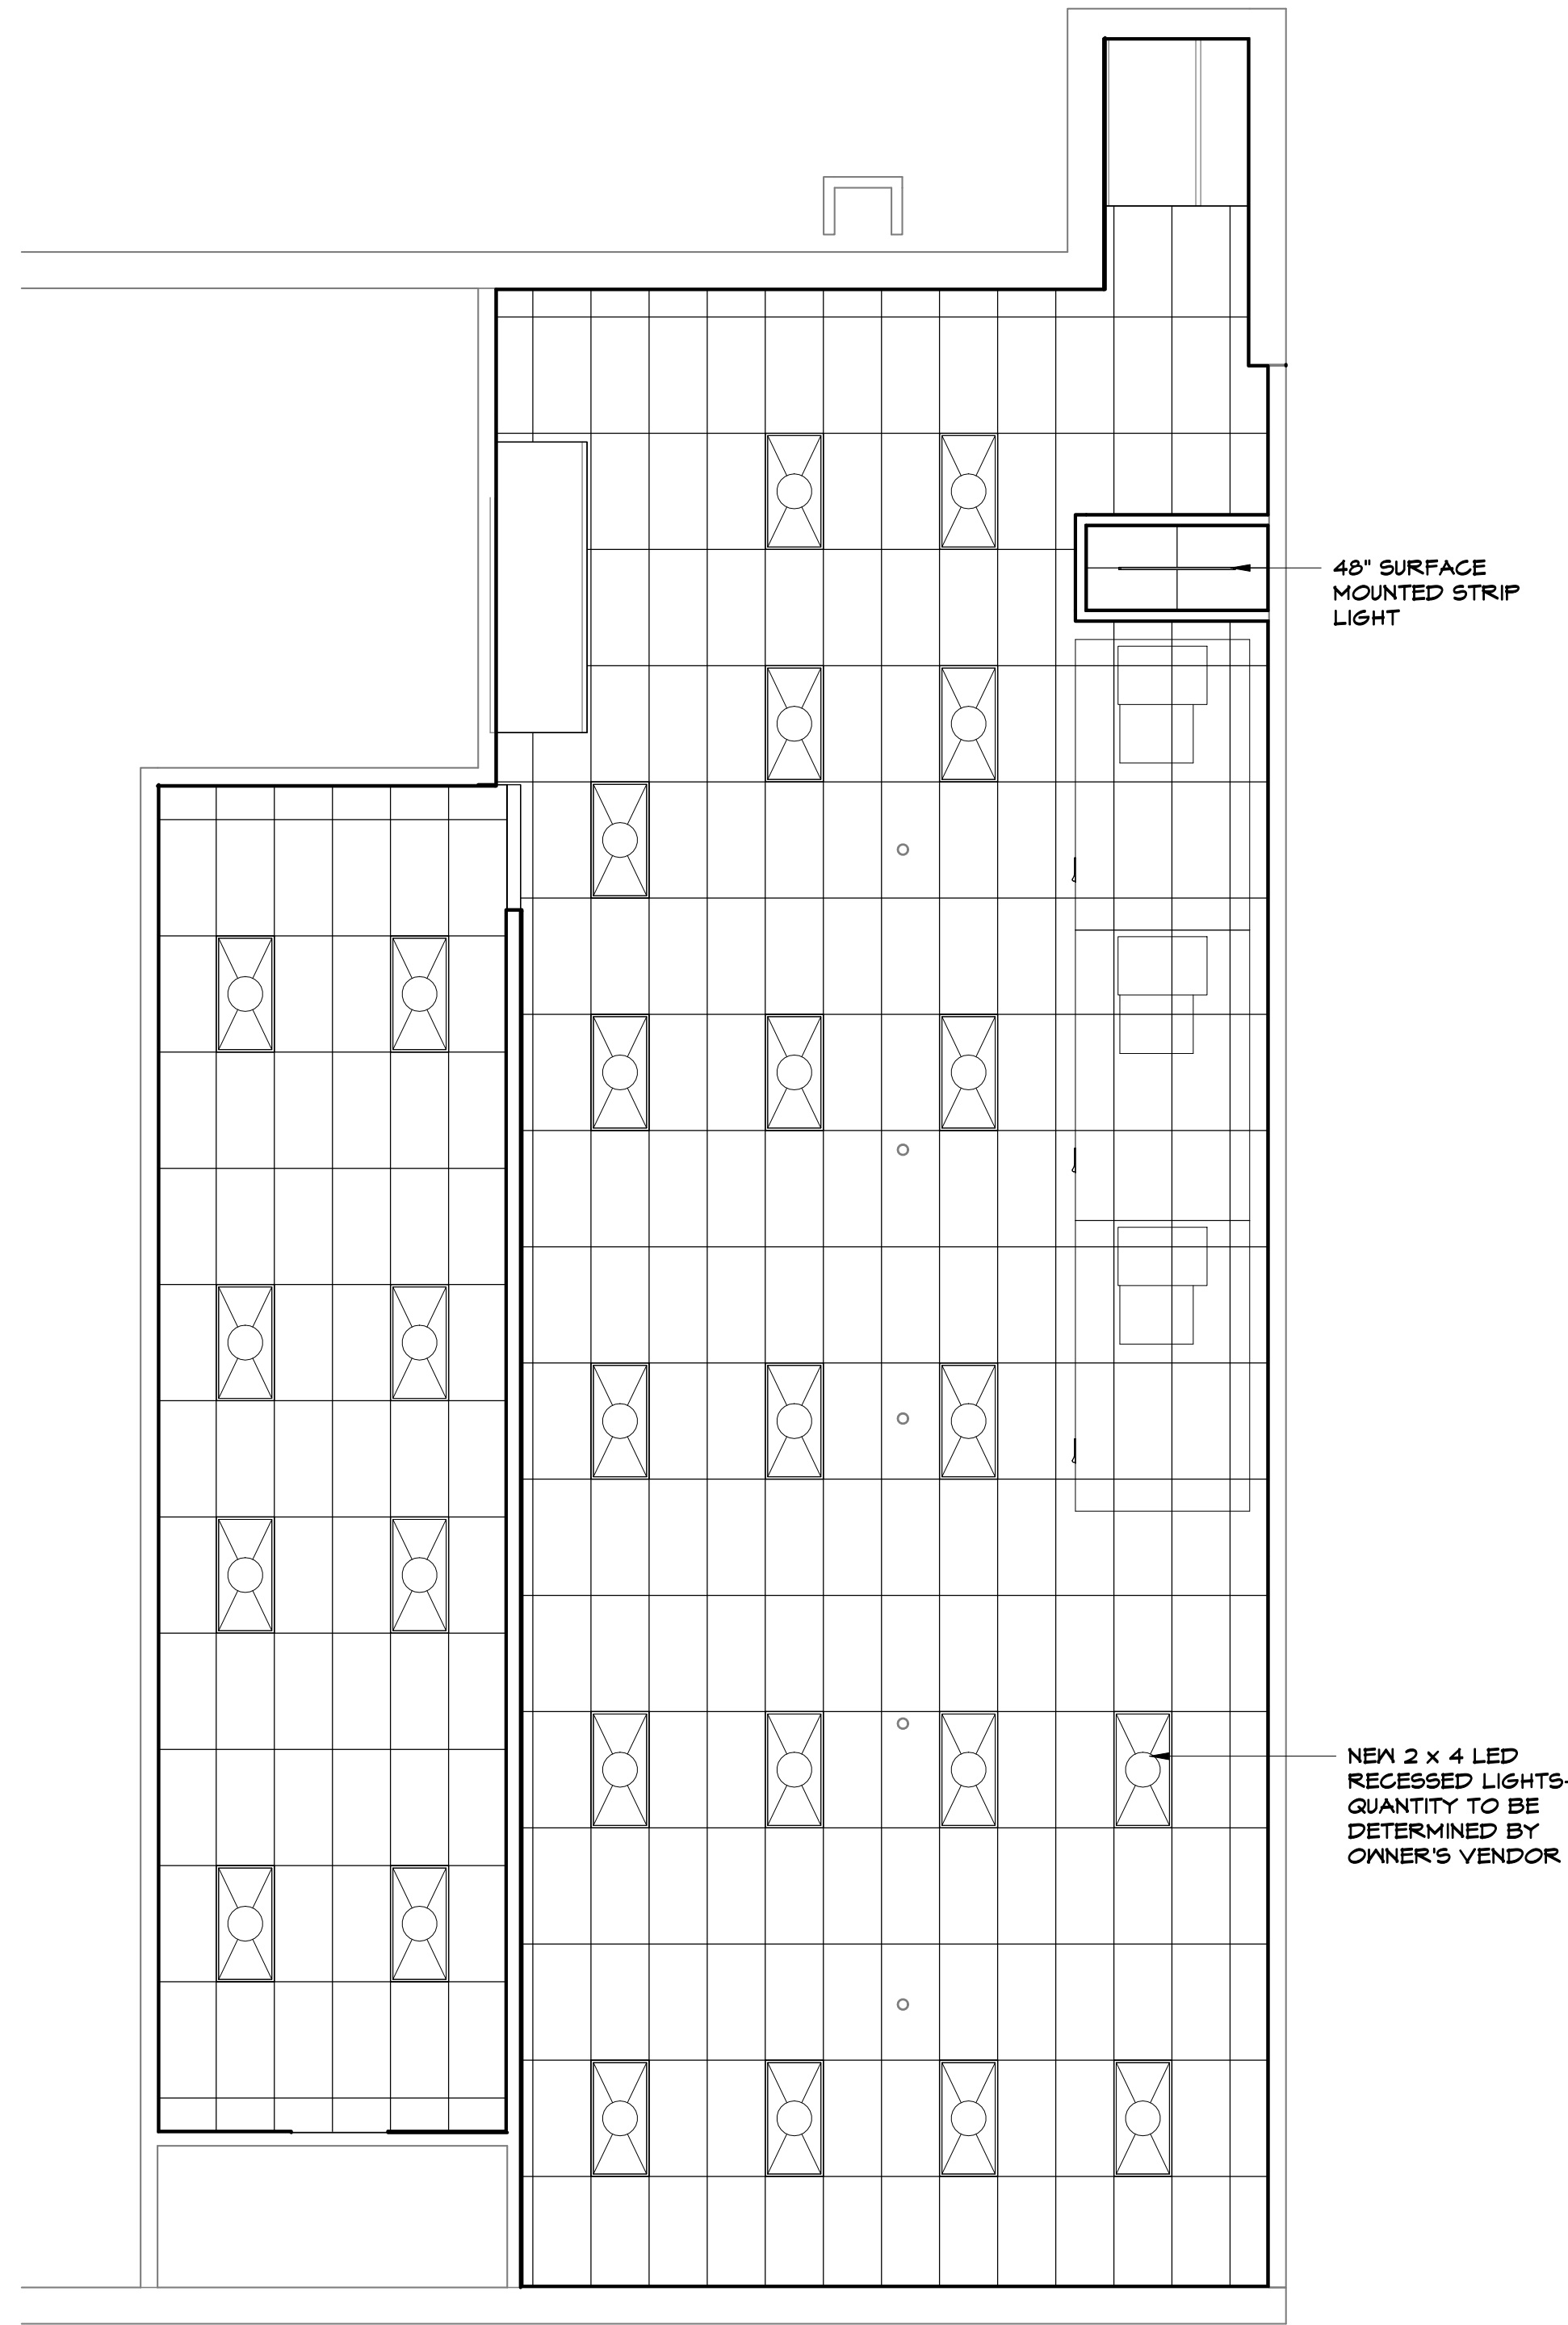 48" SURFACE
MOUNTED STRIP
LIGHT
NEW 2 x 4 LED
RECESSED LIGHTS-
QUANTITY TO BE
DETERMINED BY
OWNER'S VENDOR